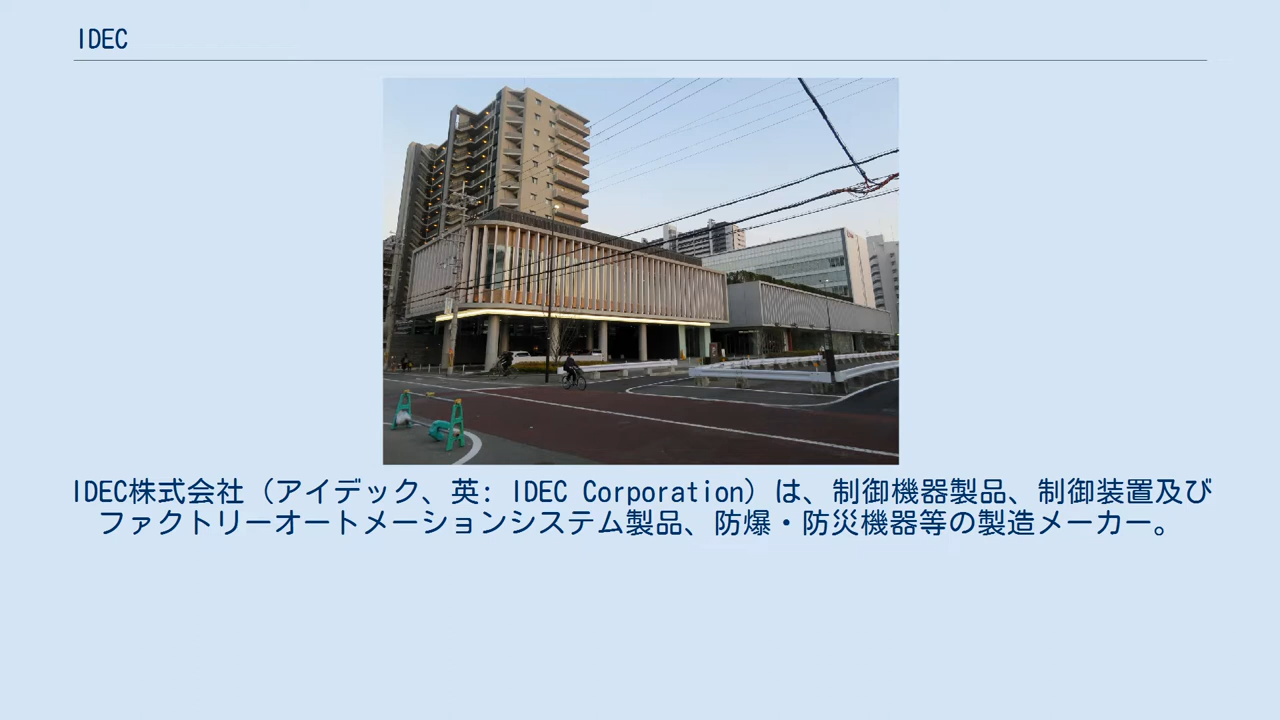 IDEC
IDEC株式会社（アイデック、英: IDEC Corporation）は、制御機器製品、制御装置及び
ファクトリーオートメーションシステム製品、防爆・防災機器等の製造メーカー。